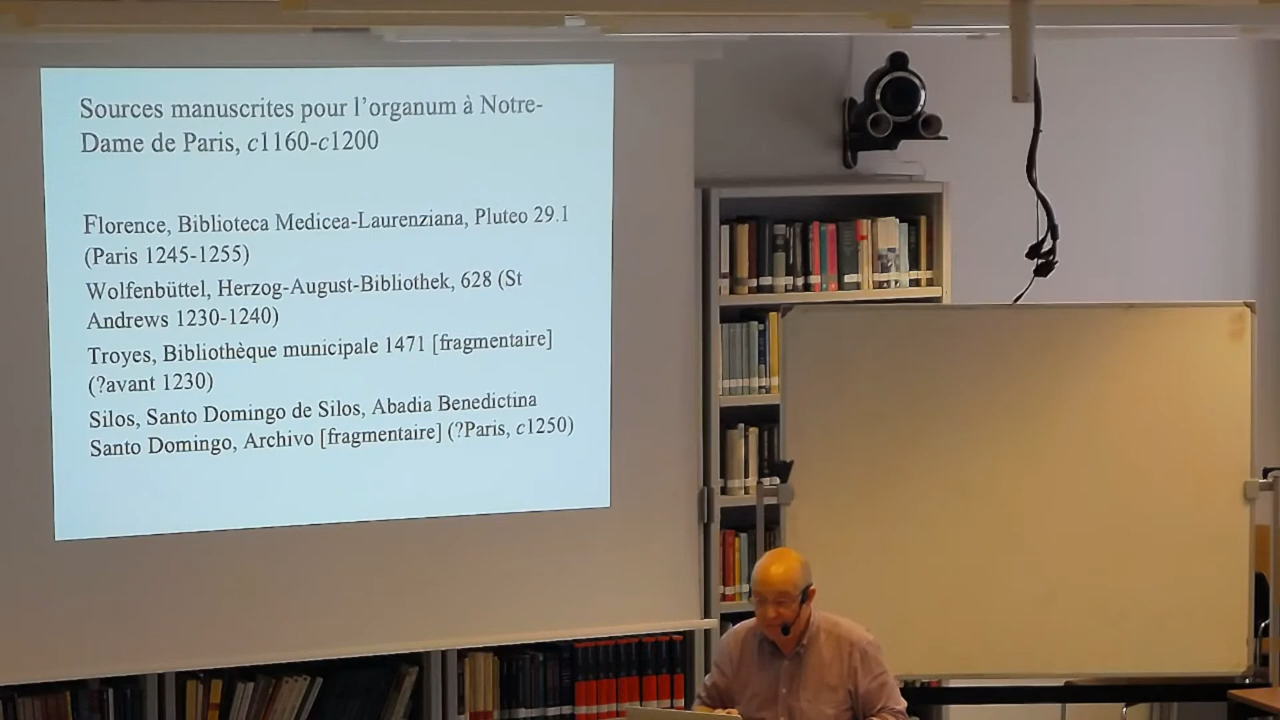 Sources manuscrites pour l’organum à Notre-
Dame de Paris, c1160-c1200
Florence, Biblioteca Medicea-Laurenziana, Pluteo 29.1
(Paris 1245-1255)
Wolfenbüttel, Herzog-August-Bibliothek, 628 (St
Andrews 1230-1240)
Troyes, Bibliothèque municipale 1471 [fragmentaire]
(?avant 1230)
Silos, Santo Domingo de Silos, Abadia Benedictina
Santo Domingo, Archivo [fragmentaire] (?Paris, c1250)